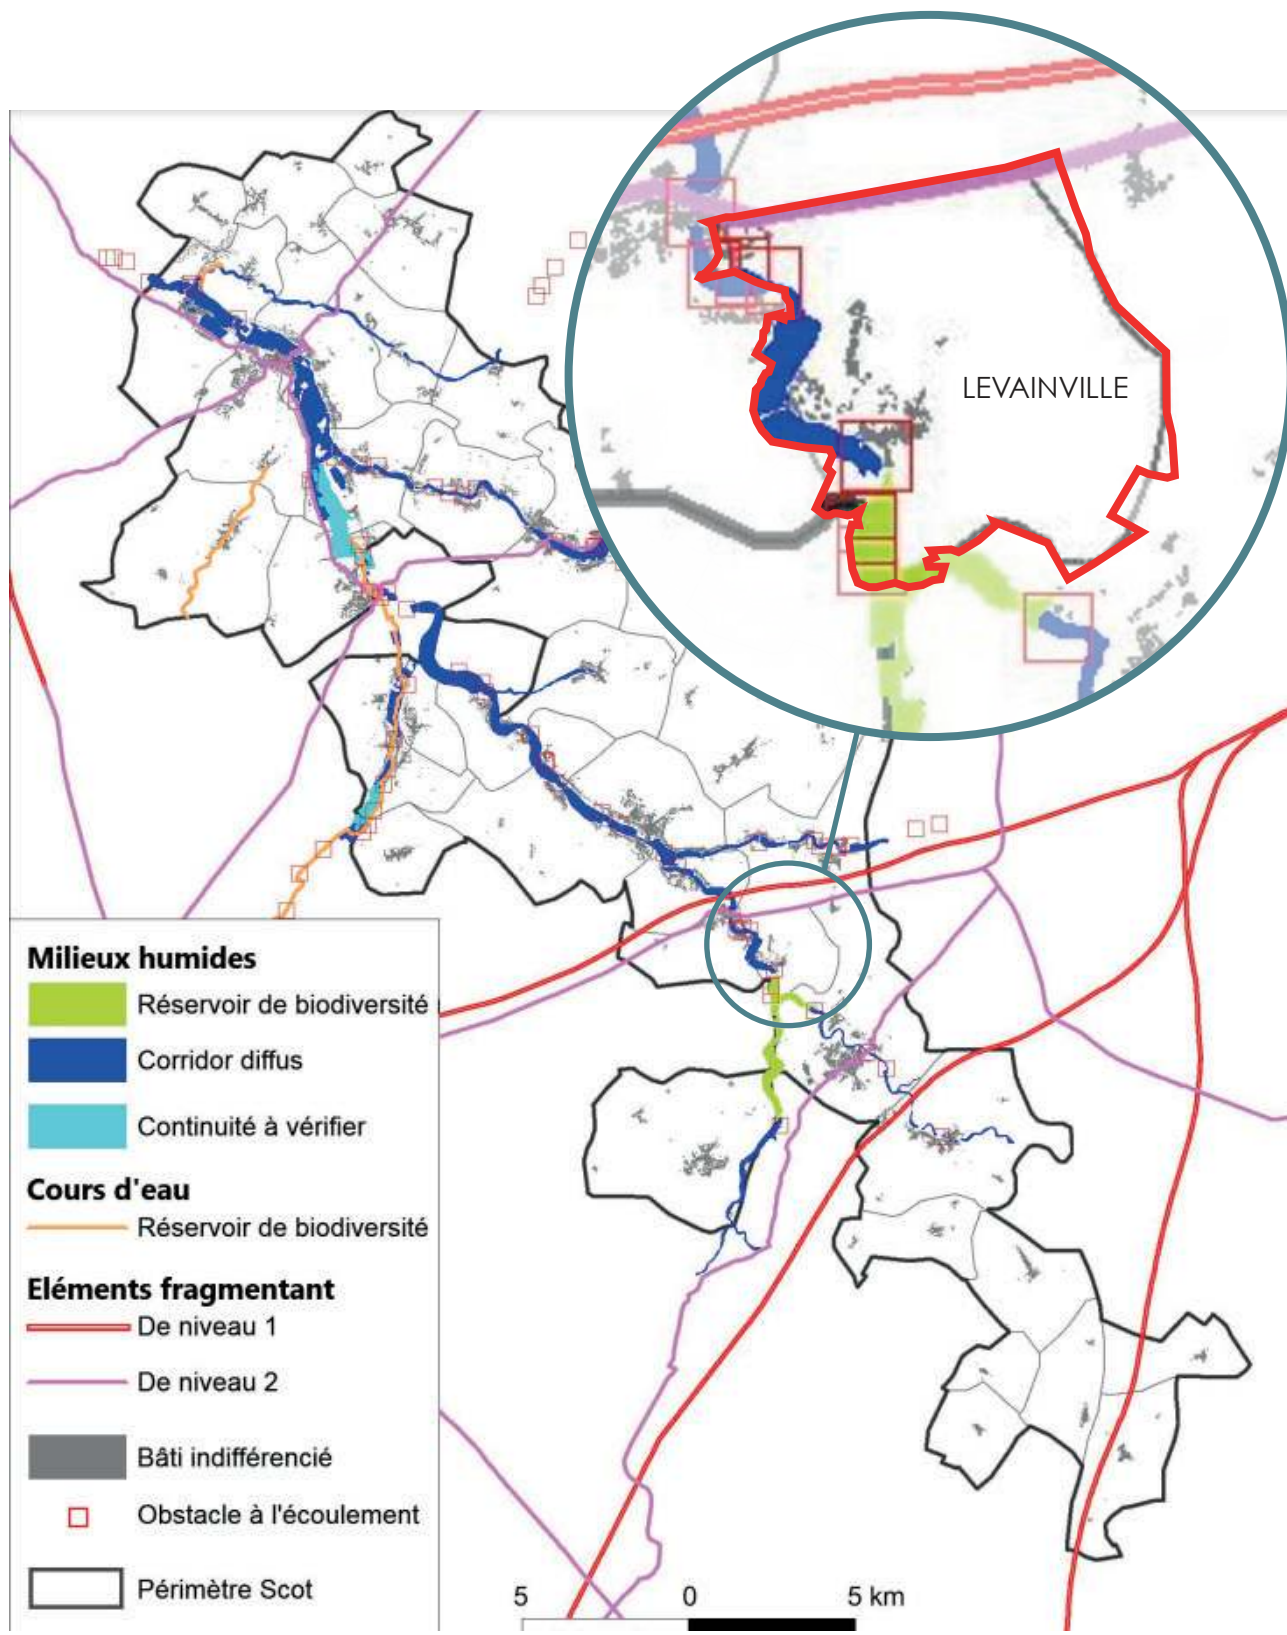 LEVAINVILLE
Milieux humides
Réservoir de biodiversité
Corridor diffus
Continuité à vérifier
Cours d'eau
Réservoir de biodiversité
Eléments fragmentant
De niveau 1
De niveau 2
Bâti indifférencié
Obstacle à l'écoulement
Périmètre Scot
5 0 5 km